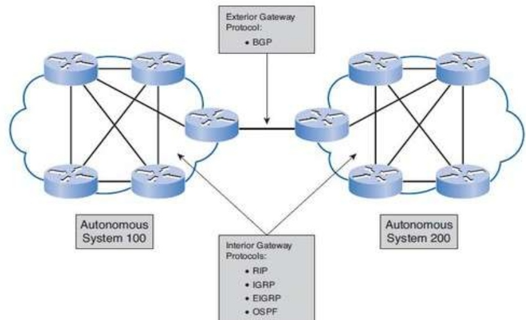 Exterior Gateway
Protocol:
• BGP
Autonomous
System 100
Autonomous
System 200
Interior Gateway
Protocols:
• RIP
• IGRP
• EIGRP
• OSPF